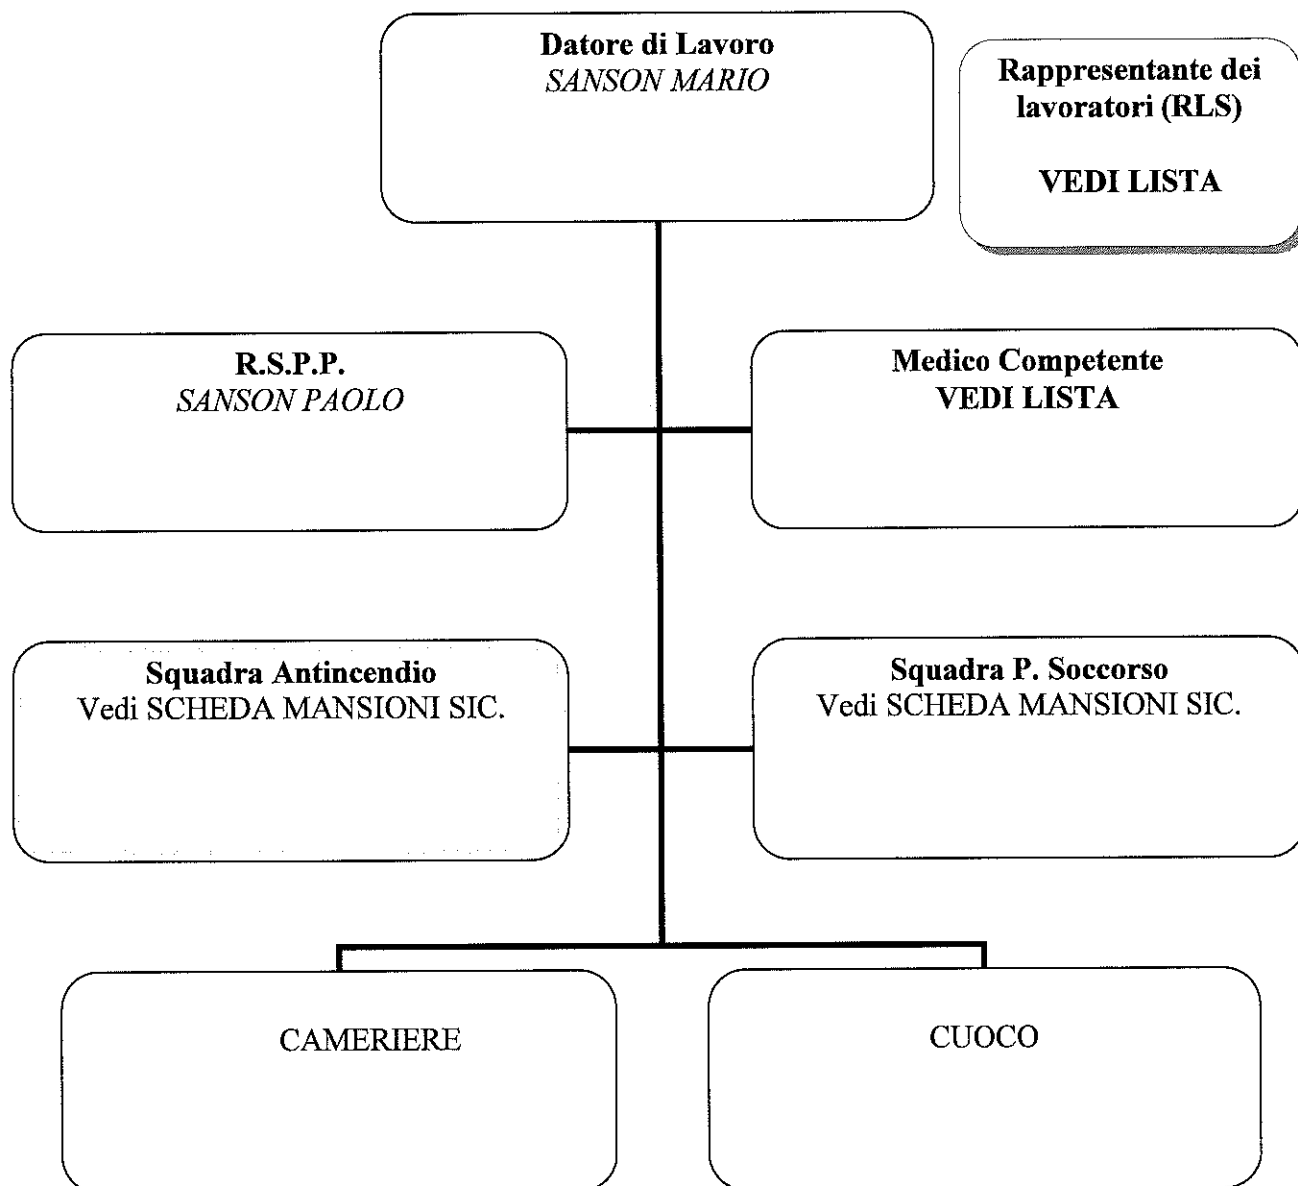 Datore di Lavoro
SANSON MARIO
Rappresentante dei
lavoratori (RLS)
VEDI LISTA
R.S.P.P.
SANSON PAOLO
Medico Competente
VEDI LISTA
Squadra Antincendio
Vedi SCHEDA MANSIONI SIC.
Squadra P. Soccorso
Vedi SCHEDA MANSIONI SIC.
CAMERIERE
CUOCO